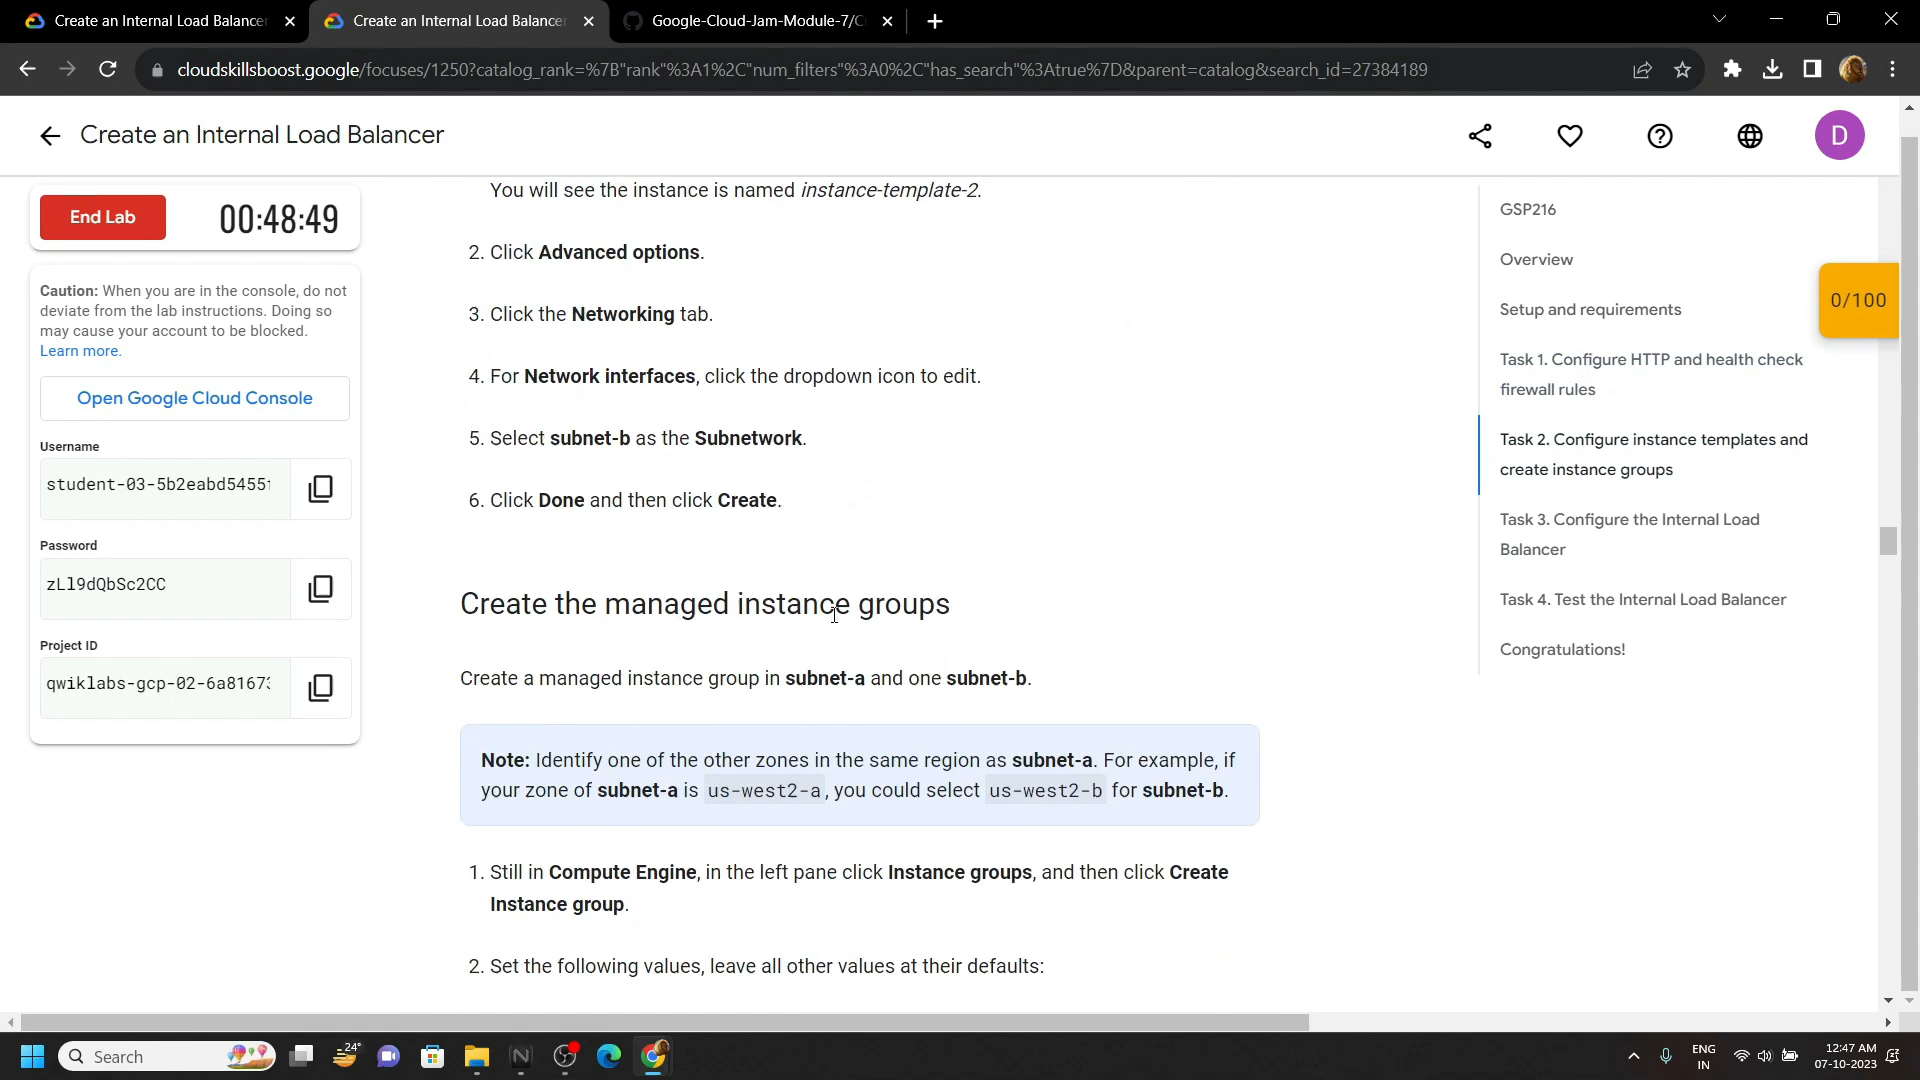 Create an Internal Load Balancer
Create an Internal Load Balancer
Google-Cloud-Jam-Module-7/C
cloudskillsboost.google/focuses/1250?catalog_rank=%7B"rank"%3A1%2C"num_filters"%3A0%2C"has_search"%3Atrue%7D&parent=catalog&search_id=27384189
Create an Internal Load Balancer
D
End Lab
00:48:49
Caution: When you are in the console, do not
deviate from the lab instructions. Doing so
may cause your account to be blocked.
Learn more.
Open Google Cloud Console
Username
student-03-5b2eabd5455
Password
zLl9dQbSc2CC
Project ID
qwiklabs-gcp-02-6a8167
You will see the instance is named instance-template-2.
2. Click Advanced options.
3. Click the Networking tab.
4. For Network interfaces, click the dropdown icon to edit.
5. Select subnet-b as the Subnetwork.
6. Click Done and then click Create.
Create the managed instance groups
Create a managed instance group in subnet-a and one subnet-b.
Note: Identify one of the other zones in the same region as subnet-a. For example, if
your zone of subnet-a is us-west2-a, you could select us-west2-b for subnet-b.
1. Still in Compute Engine, in the left pane click Instance groups, and then click Create
Instance group.
2. Set the following values, leave all other values at their defaults:
GSP216
Overview
Setup and requirements
Task 1. Configure HTTP and health check
firewall rules
Task 2. Configure instance templates and
create instance groups
Task 3. Configure the Internal Load
Balancer
Task 4. Test the Internal Load Balancer
Congratulations!
0/100
Search
24°
ENG
IN
12:47 AM
07-10-2023